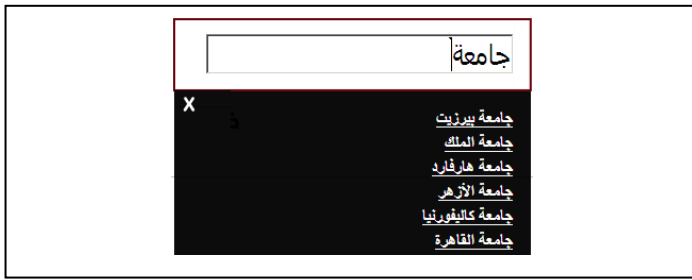 جامعة
X
جامعة بيرزيت
جامعة الملك
جامعة هارفارد
جامعة الأزهر
جامعة كاليفورنيا
جامعة القاهرة